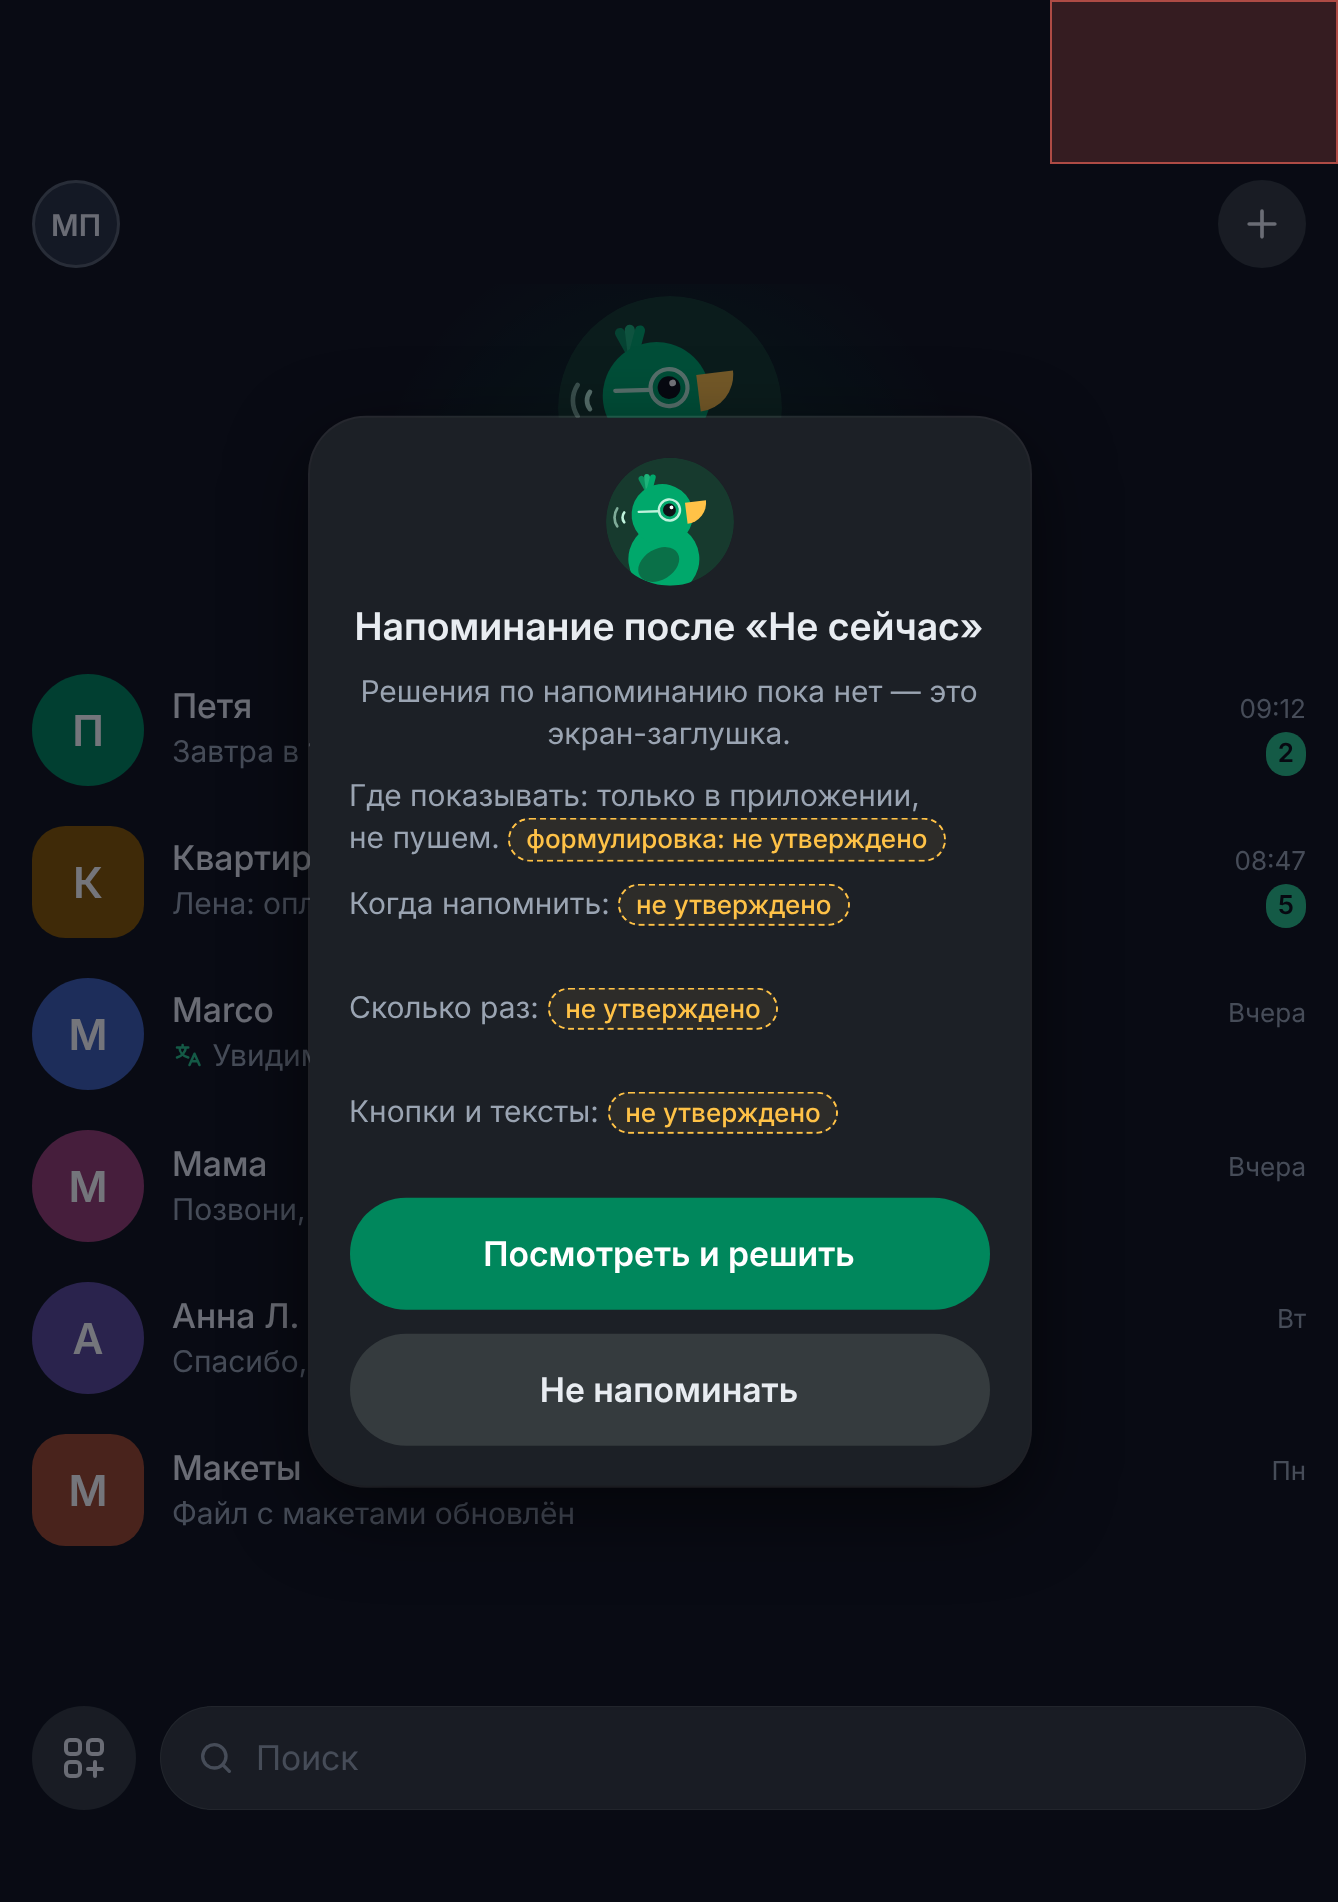 МП
Напоминание после «Не сейчас»
Решения по напоминанию пока нет — это
экран-заглушка.
Где показывать: только в приложении,
не пушем. формулировка: не утверждено
Когда напомнить: не утверждено
Сколько раз: не утверждено
Кнопки и тексты: не утверждено
Посмотреть и решить
Не напоминать
П
Петя
09:12
Завтра в
2
К
Квартир
08:47
Лена: опл
5
M
Marco
Вчера
Увидим
М
Мама
Вчера
Позвони,
А
Анна Л.
Вт
Спасибо,
М
Макеты
Пн
Файл с макетами обновлён
Поиск